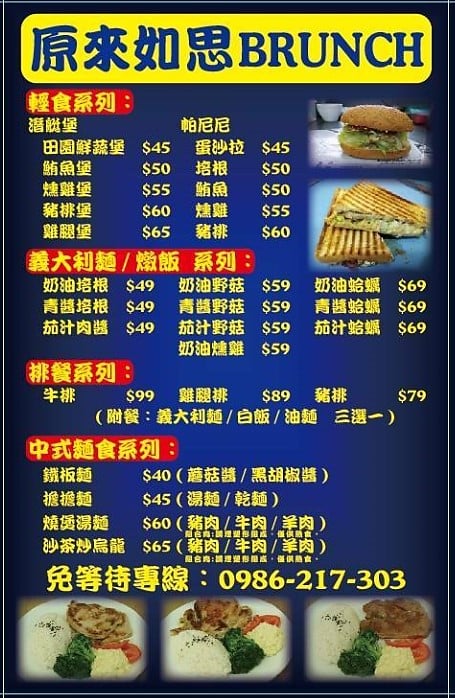 原來如思BRUNCH
輕食系列：
潛艇堡 帕尼尼
田園鮮蔬堡 $45 蛋沙拉 $45
鮪魚堡 $50 培根 $50
燻雞堡 $55 鮪魚 $50
豬排堡 $60 燻雞 $55
雞腿堡 $65 豬排 $60
義大利麵/燉飯 系列：
奶油培根 $49 奶油野菇 $59 奶油蛤蠣 $69
青醬培根 $49 青醬野菇 $59 青醬蛤蠣 $69
茄汁肉醬 $49 茄汁野菇 $59 茄汁蛤蠣 $69
奶油燻雞 $59
排餐系列：
牛排 $99 雞腿排 $89 豬排 $79
(附餐：義大利麵/白飯/油麵 三選一)
中式麵食系列：
鐵板麵 $40(蘑菇醬/黑胡椒醬)
擔擔麵 $45(湯麵/乾麵)
燒煲湯麵 $60(豬肉/牛肉/羊肉)
沙茶炒烏龍 $65(豬肉/牛肉/羊肉)
免等待專線：0986-217-303